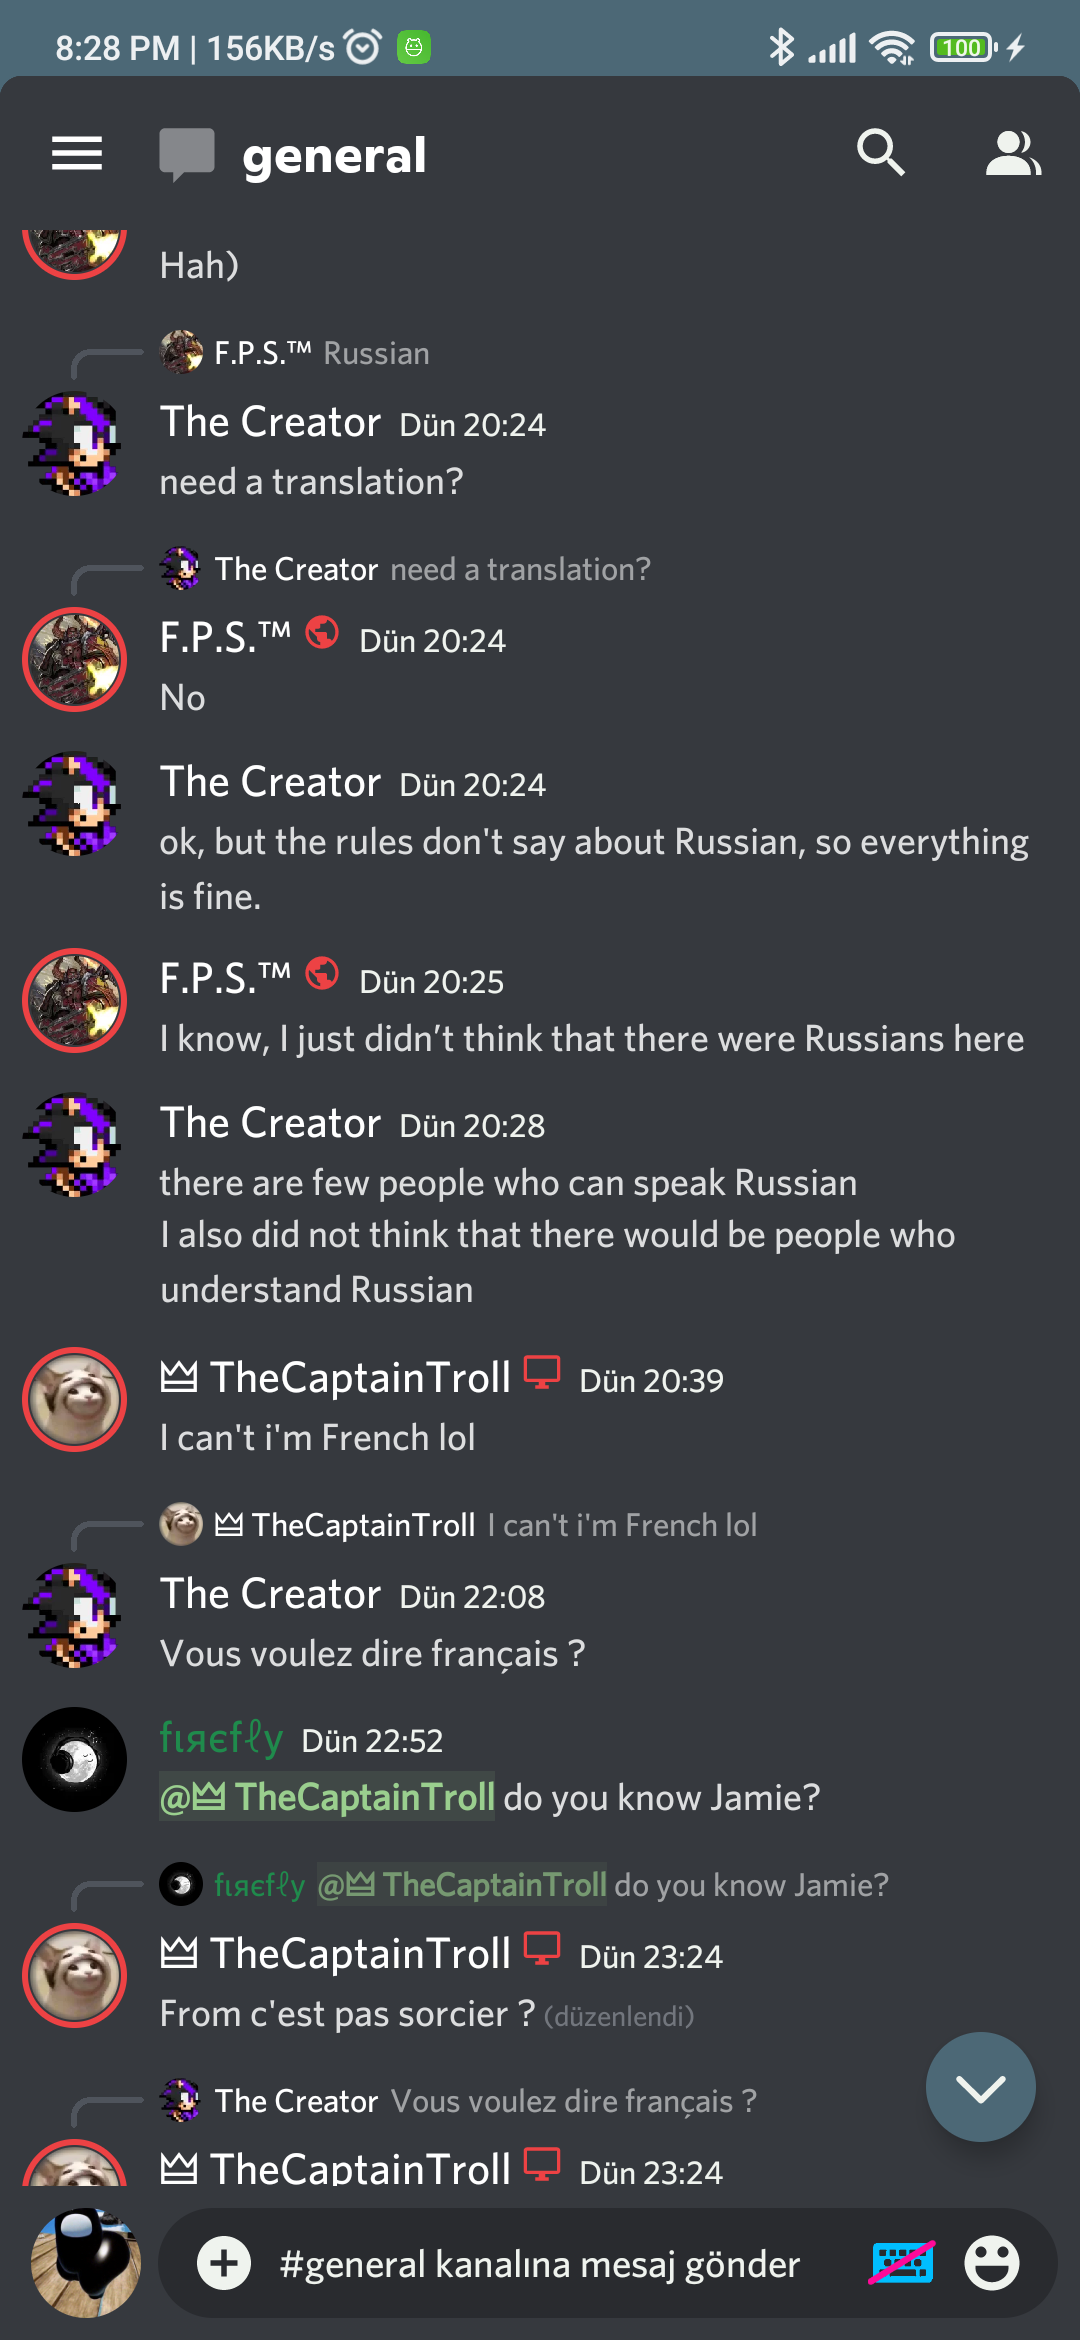 8:28 PM | 156KB/s
100
general
Hah)
F.P.S.™ Russian
The Creator Dün 20:24
need a translation?
The Creator need a translation?
F.P.S.™ Dün 20:24
No
The Creator Dün 20:24
ok, but the rules don't say about Russian, so everything
is fine.
F.P.S.™ Dün 20:25
I know, I just didn’t think that there were Russians here
The Creator Dün 20:28
there are few people who can speak Russian
I also did not think that there would be people who
understand Russian
TheCaptainTroll Dün 20:39
I can't i'm French lol
TheCaptainTroll I can't i'm French lol
The Creator Dün 22:08
Vous voulez dire français ?
fιяєfℓy Dün 22:52
@TheCaptainTroll do you know Jamie?
fιяєfℓy @TheCaptainTroll do you know Jamie?
TheCaptainTroll Dün 23:24
From c'est pas sorcier ? (düzenlendi)
The Creator Vous voulez dire français ?
TheCaptainTroll Dün 23:24
#general kanalına mesaj gönder